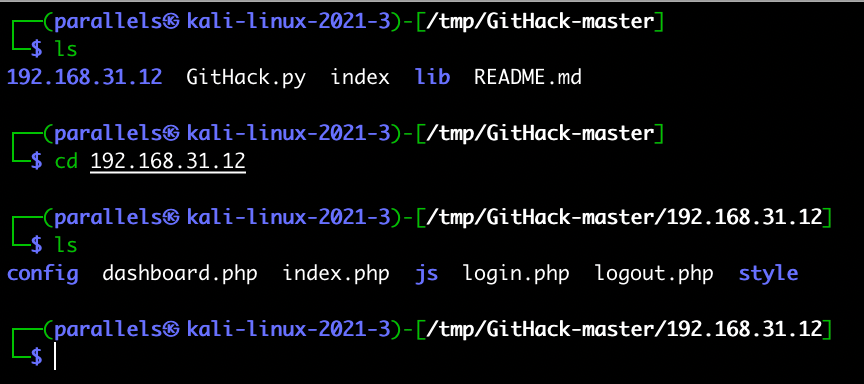 ┌──(parallels㉿kali-linux-2021-3)-[/tmp/GitHack-master]
└─$ ls
192.168.31.12 GitHack.py index lib README.md
┌──(parallels㉿kali-linux-2021-3)-[/tmp/GitHack-master]
└─$ cd 192.168.31.12
┌──(parallels㉿kali-linux-2021-3)-[/tmp/GitHack-master/192.168.31.12]
└─$ ls
config dashboard.php index.php js login.php logout.php style
┌──(parallels㉿kali-linux-2021-3)-[/tmp/GitHack-master/192.168.31.12]
└─$